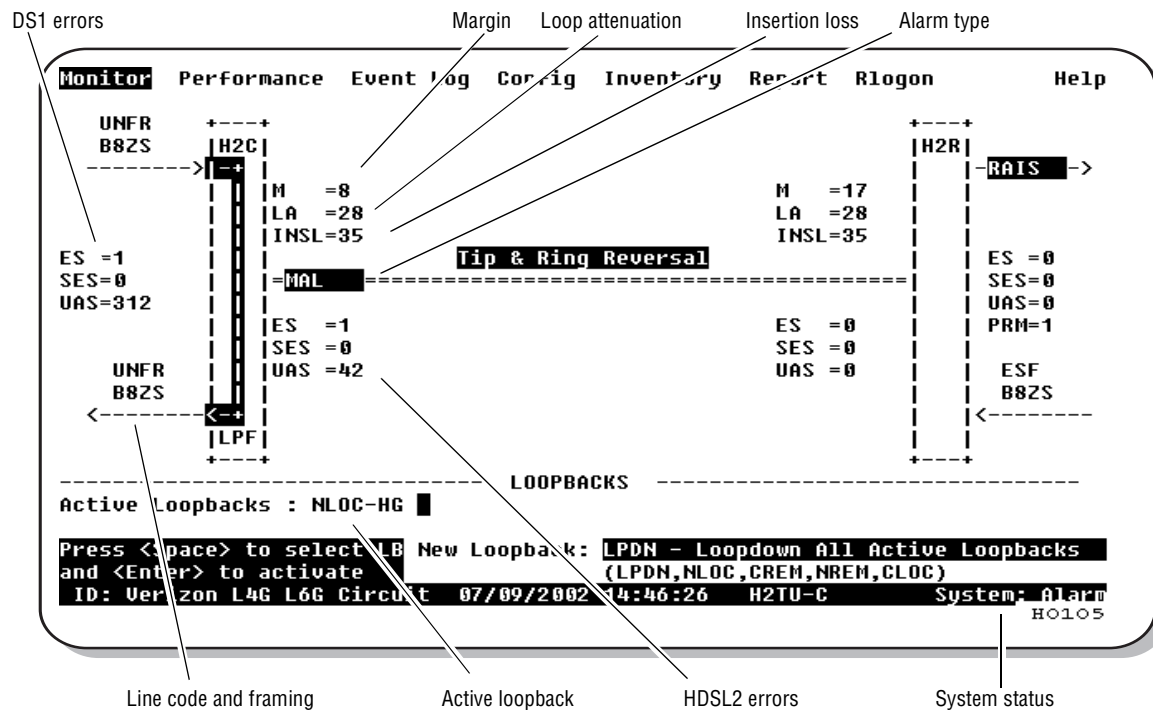 DS1 errors Margin Loop attenuation Insertion loss Alarm type
Monitor Performance Event Log Config Inventory Report Rlogon Help
UNFR +---+ +---+
B8ZS |H2C| |H2R|
-------->|-+ -RAIS ->
M =8 M =17
LA =28 LA =28
INSL=35 INSL=35
Tip & Ring Reversal
ES =1 ES =0
SES=0 =MAL ======================================== SES=0
UAS=312 UAS=0
ES =1 ES =0 PRM=1
SES =0 SES =0
UNFR UAS =42 UAS =0 ESF
B8ZS B8ZS
<--------<-+ |<--------
|LPF|
+---+ +---+
------------------------------------ LOOPBACKS ------------------------------------
Active Loopbacks : NLOC-HG
Press <Space> to select LB New Loopback: LPDN - Loopdown All Active Loopbacks
and <Enter> to activate (LPDN,NLOC,CREM,NREM,CLOC)
ID: Verizon L4G L6G Circuit 07/09/2002 14:46:26 H2TU-C System: Alarm
H0105
Line code and framing Active loopback HDSL2 errors System status